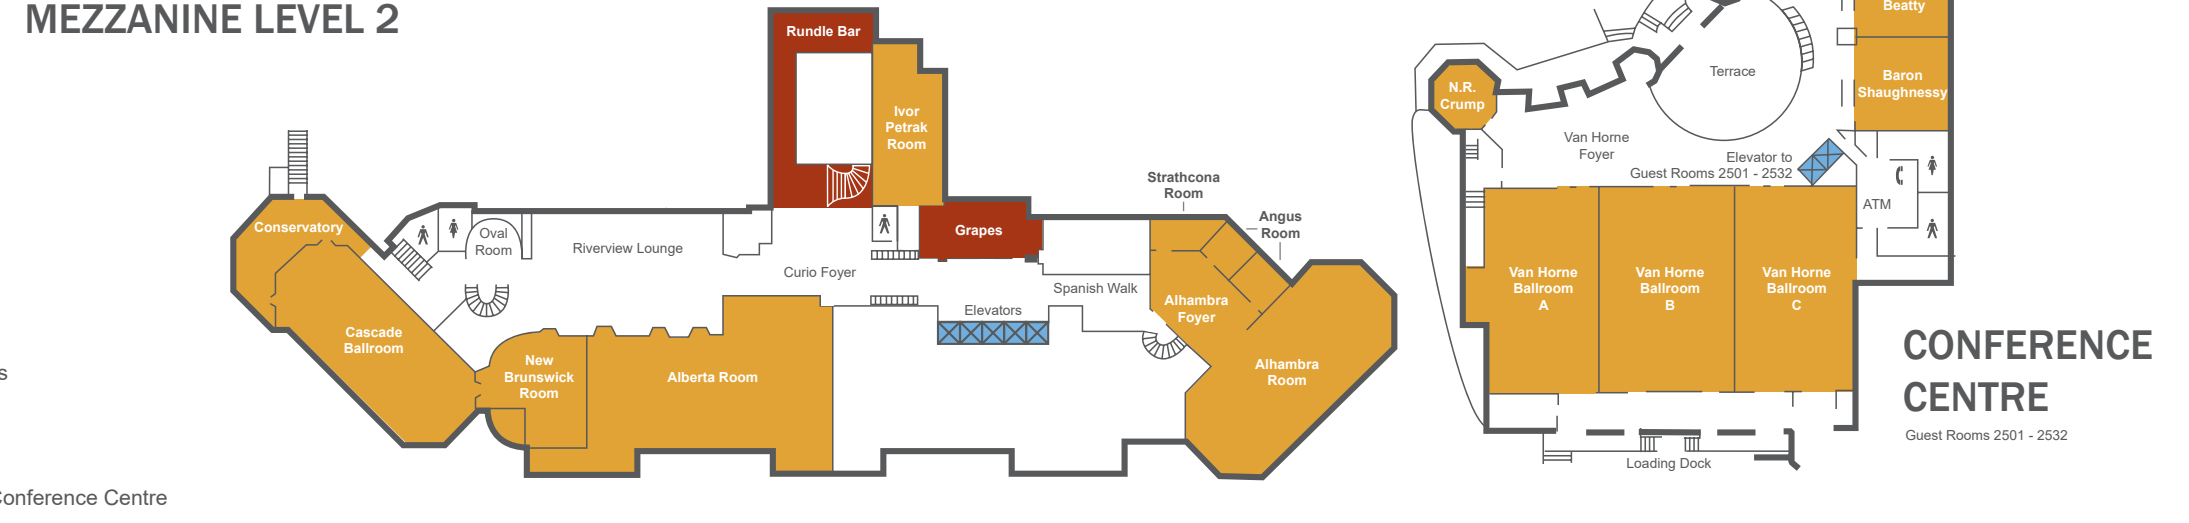 MEZZANINE LEVEL 2
Rundle Bar
Ivor
Petrak
Room
Conservatory
Oval
Room
Riverview Lounge
Curio Foyer
Grapes
Strathcona
Room
Angus
Room
Spanish Walk
Elevators
Alhambra
Foyer
Alhambra
Room
Cascade
Ballroom
New
Brunswick
Room
Alberta Room
s
Conference Centre
Beatty
Baron
Shaughnessy
Terrace
N.R.
Crump
Van Horne
Foyer
Elevator to
Guest Rooms 2501 - 2532
ATM
Van Horne
Ballroom
A
Van Horne
Ballroom
B
Van Horne
Ballroom
C
Loading Dock
CONFERENCE
CENTRE
Guest Rooms 2501 - 2532